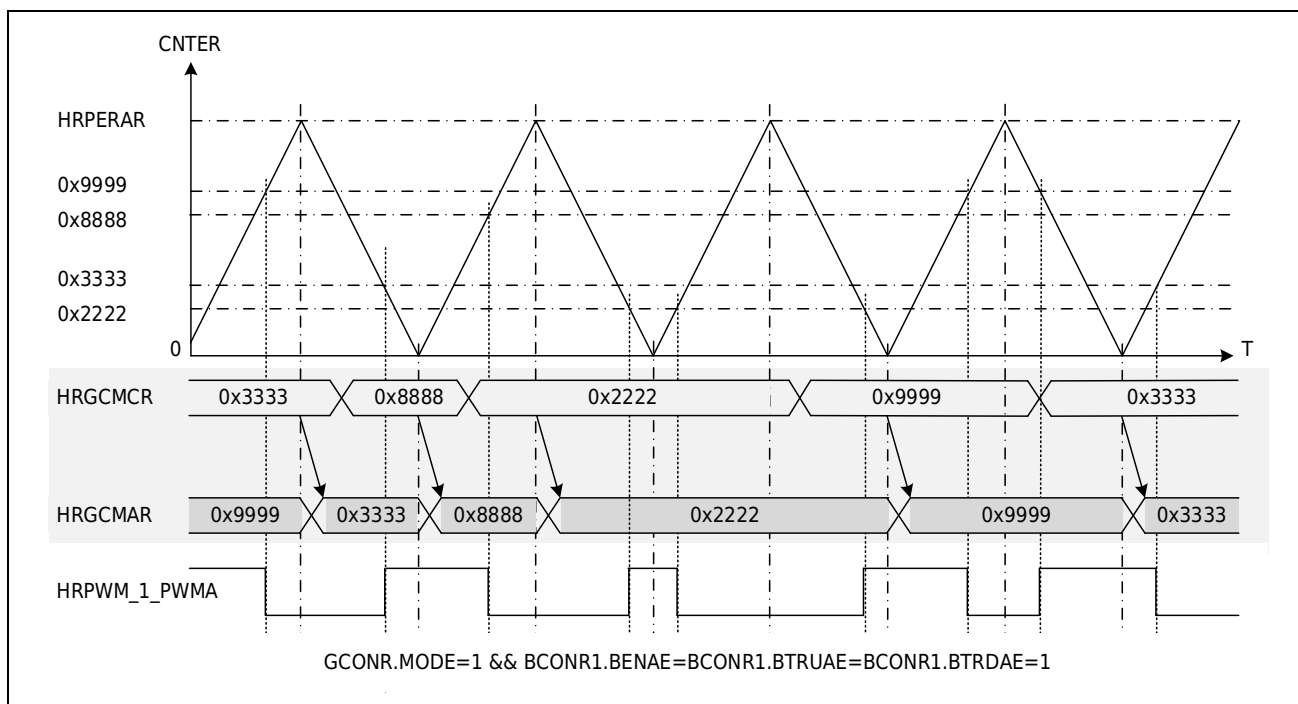 CNTER
HRPERAR
0x9999
0x8888
0x3333
0x2222
0
T
HRGCMCR 0x3333 0x8888 0x2222 0x9999 0x3333
HRGCMAR 0x9999 0x3333 0x8888 0x2222 0x9999 0x3333
HRPWM_1_PWMA
GCONR.MODE=1 && BCONR1.BENAE=BCONR1.BTRUAE=BCONR1.BTRDAE=1